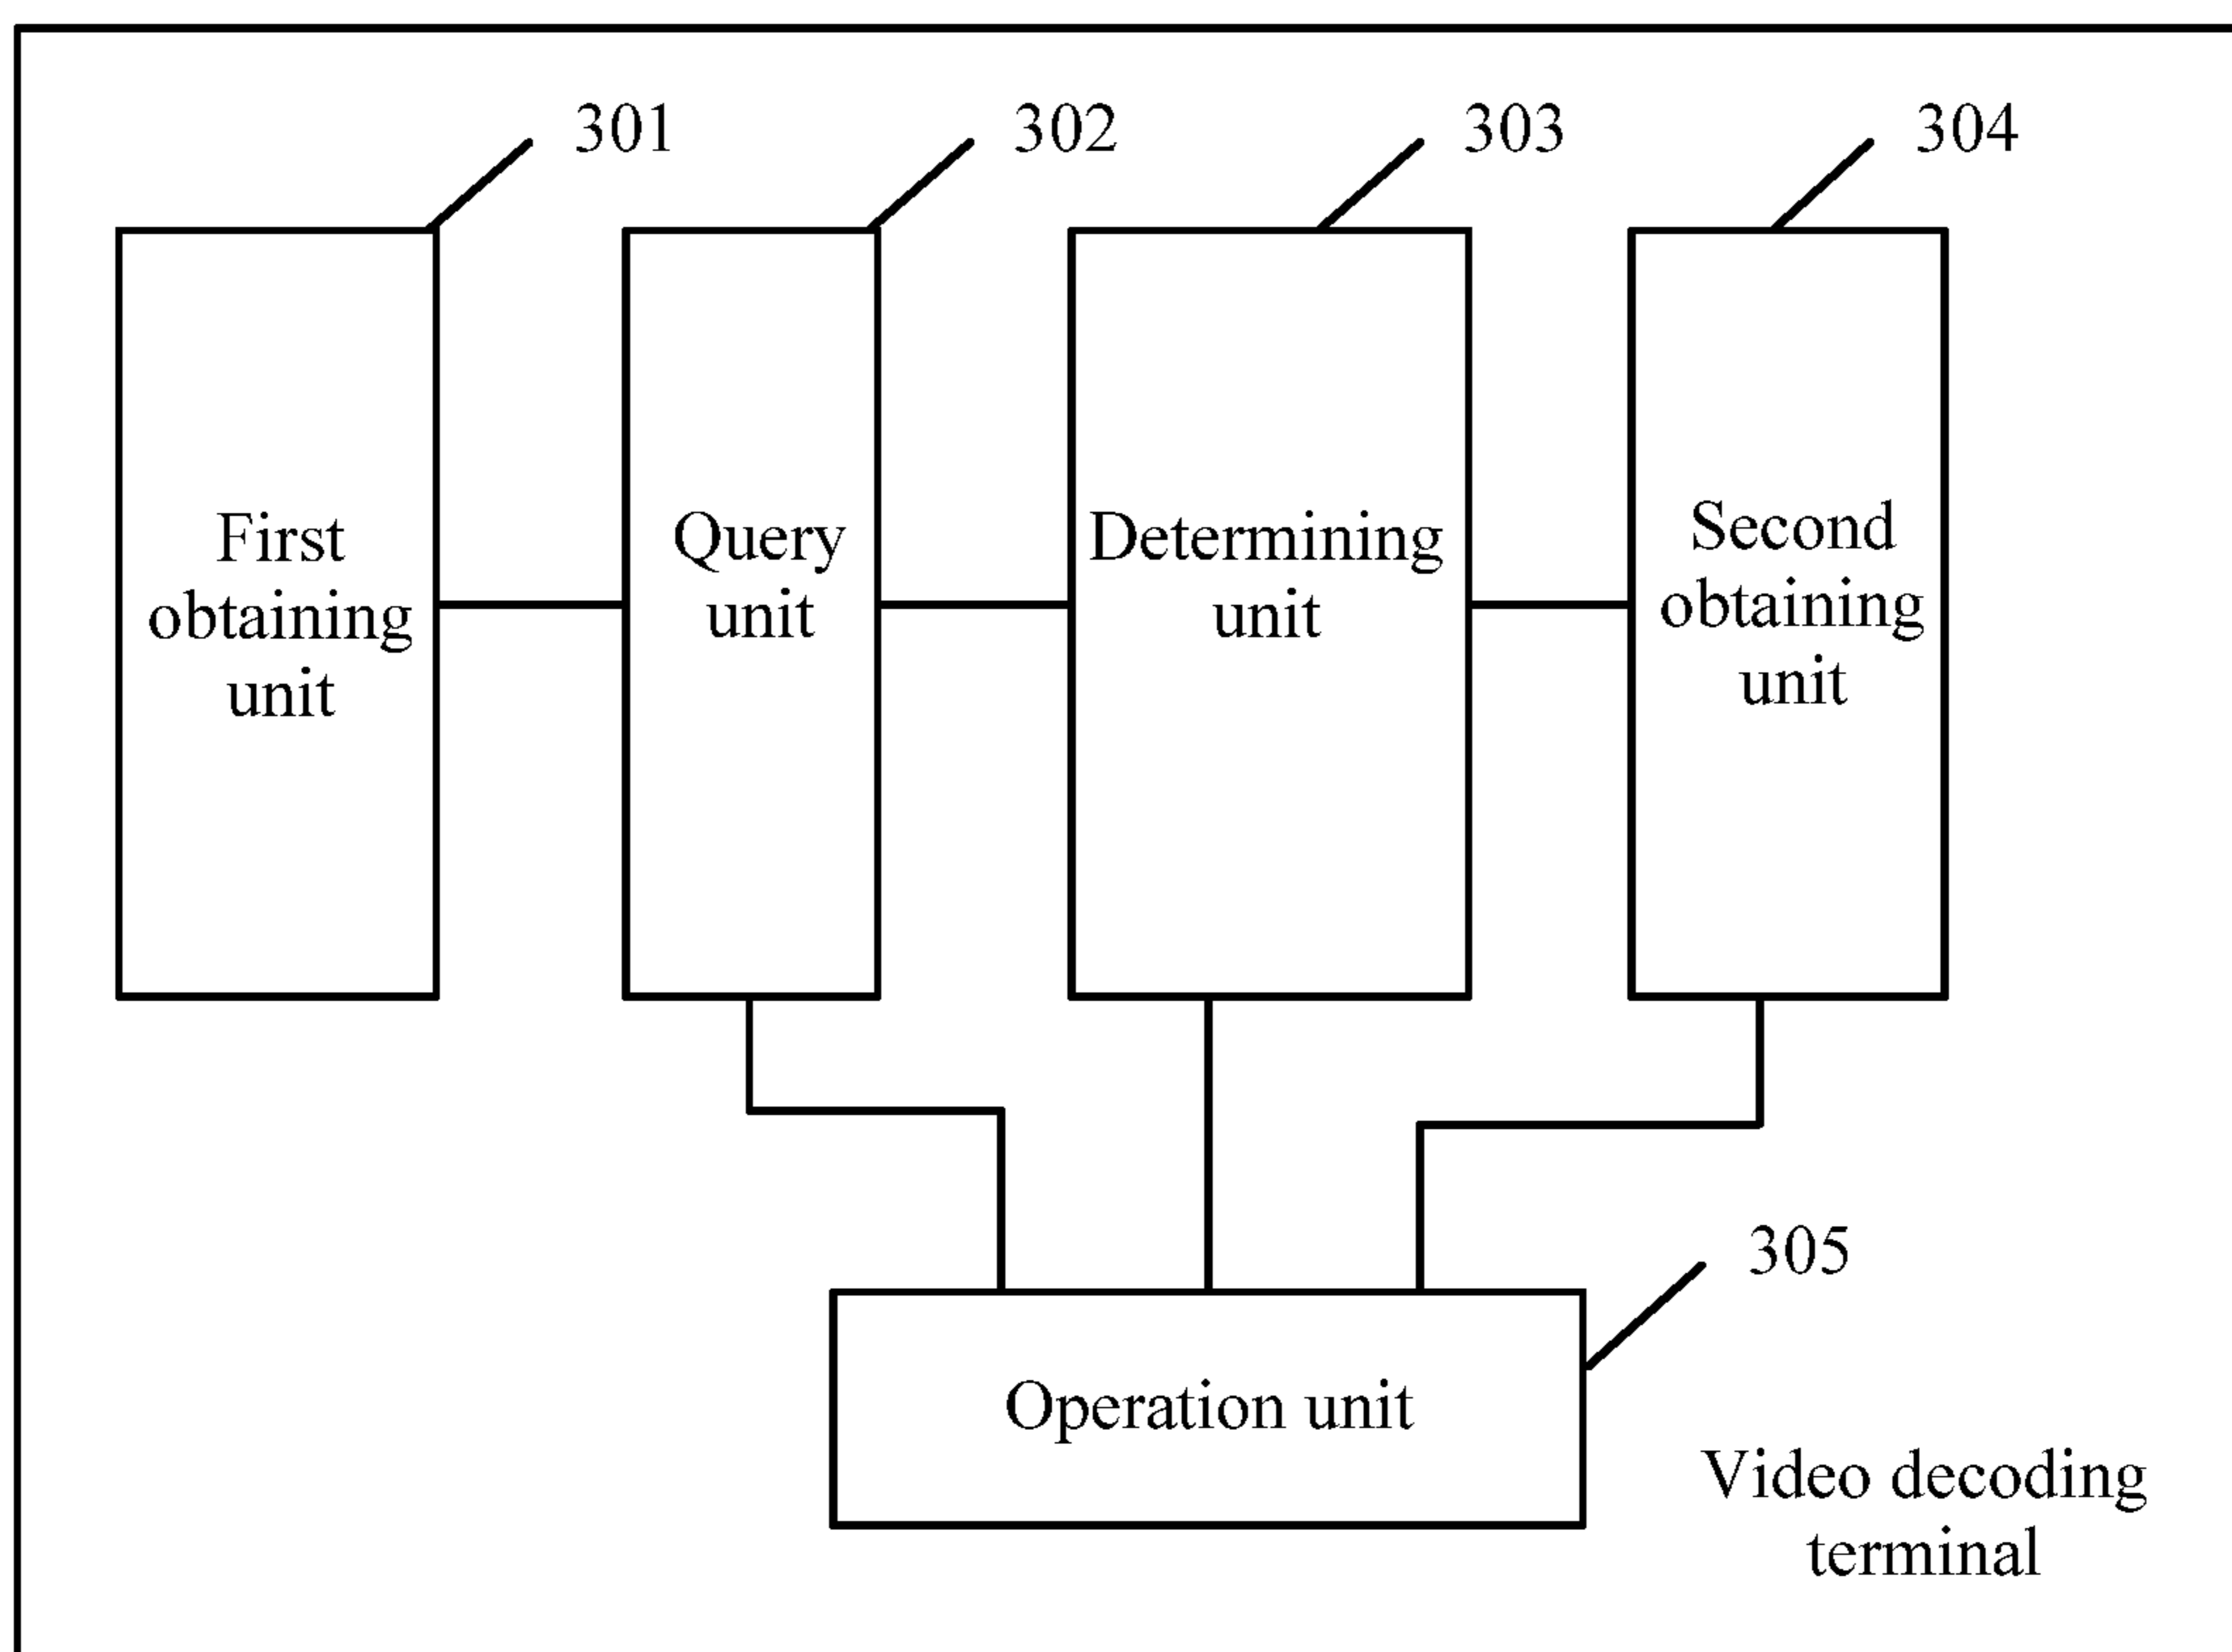 301
302
303
304
First
obtaining
unit
Query
unit
Determining
unit
Second
obtaining
unit
305
Operation unit
Video decoding
terminal